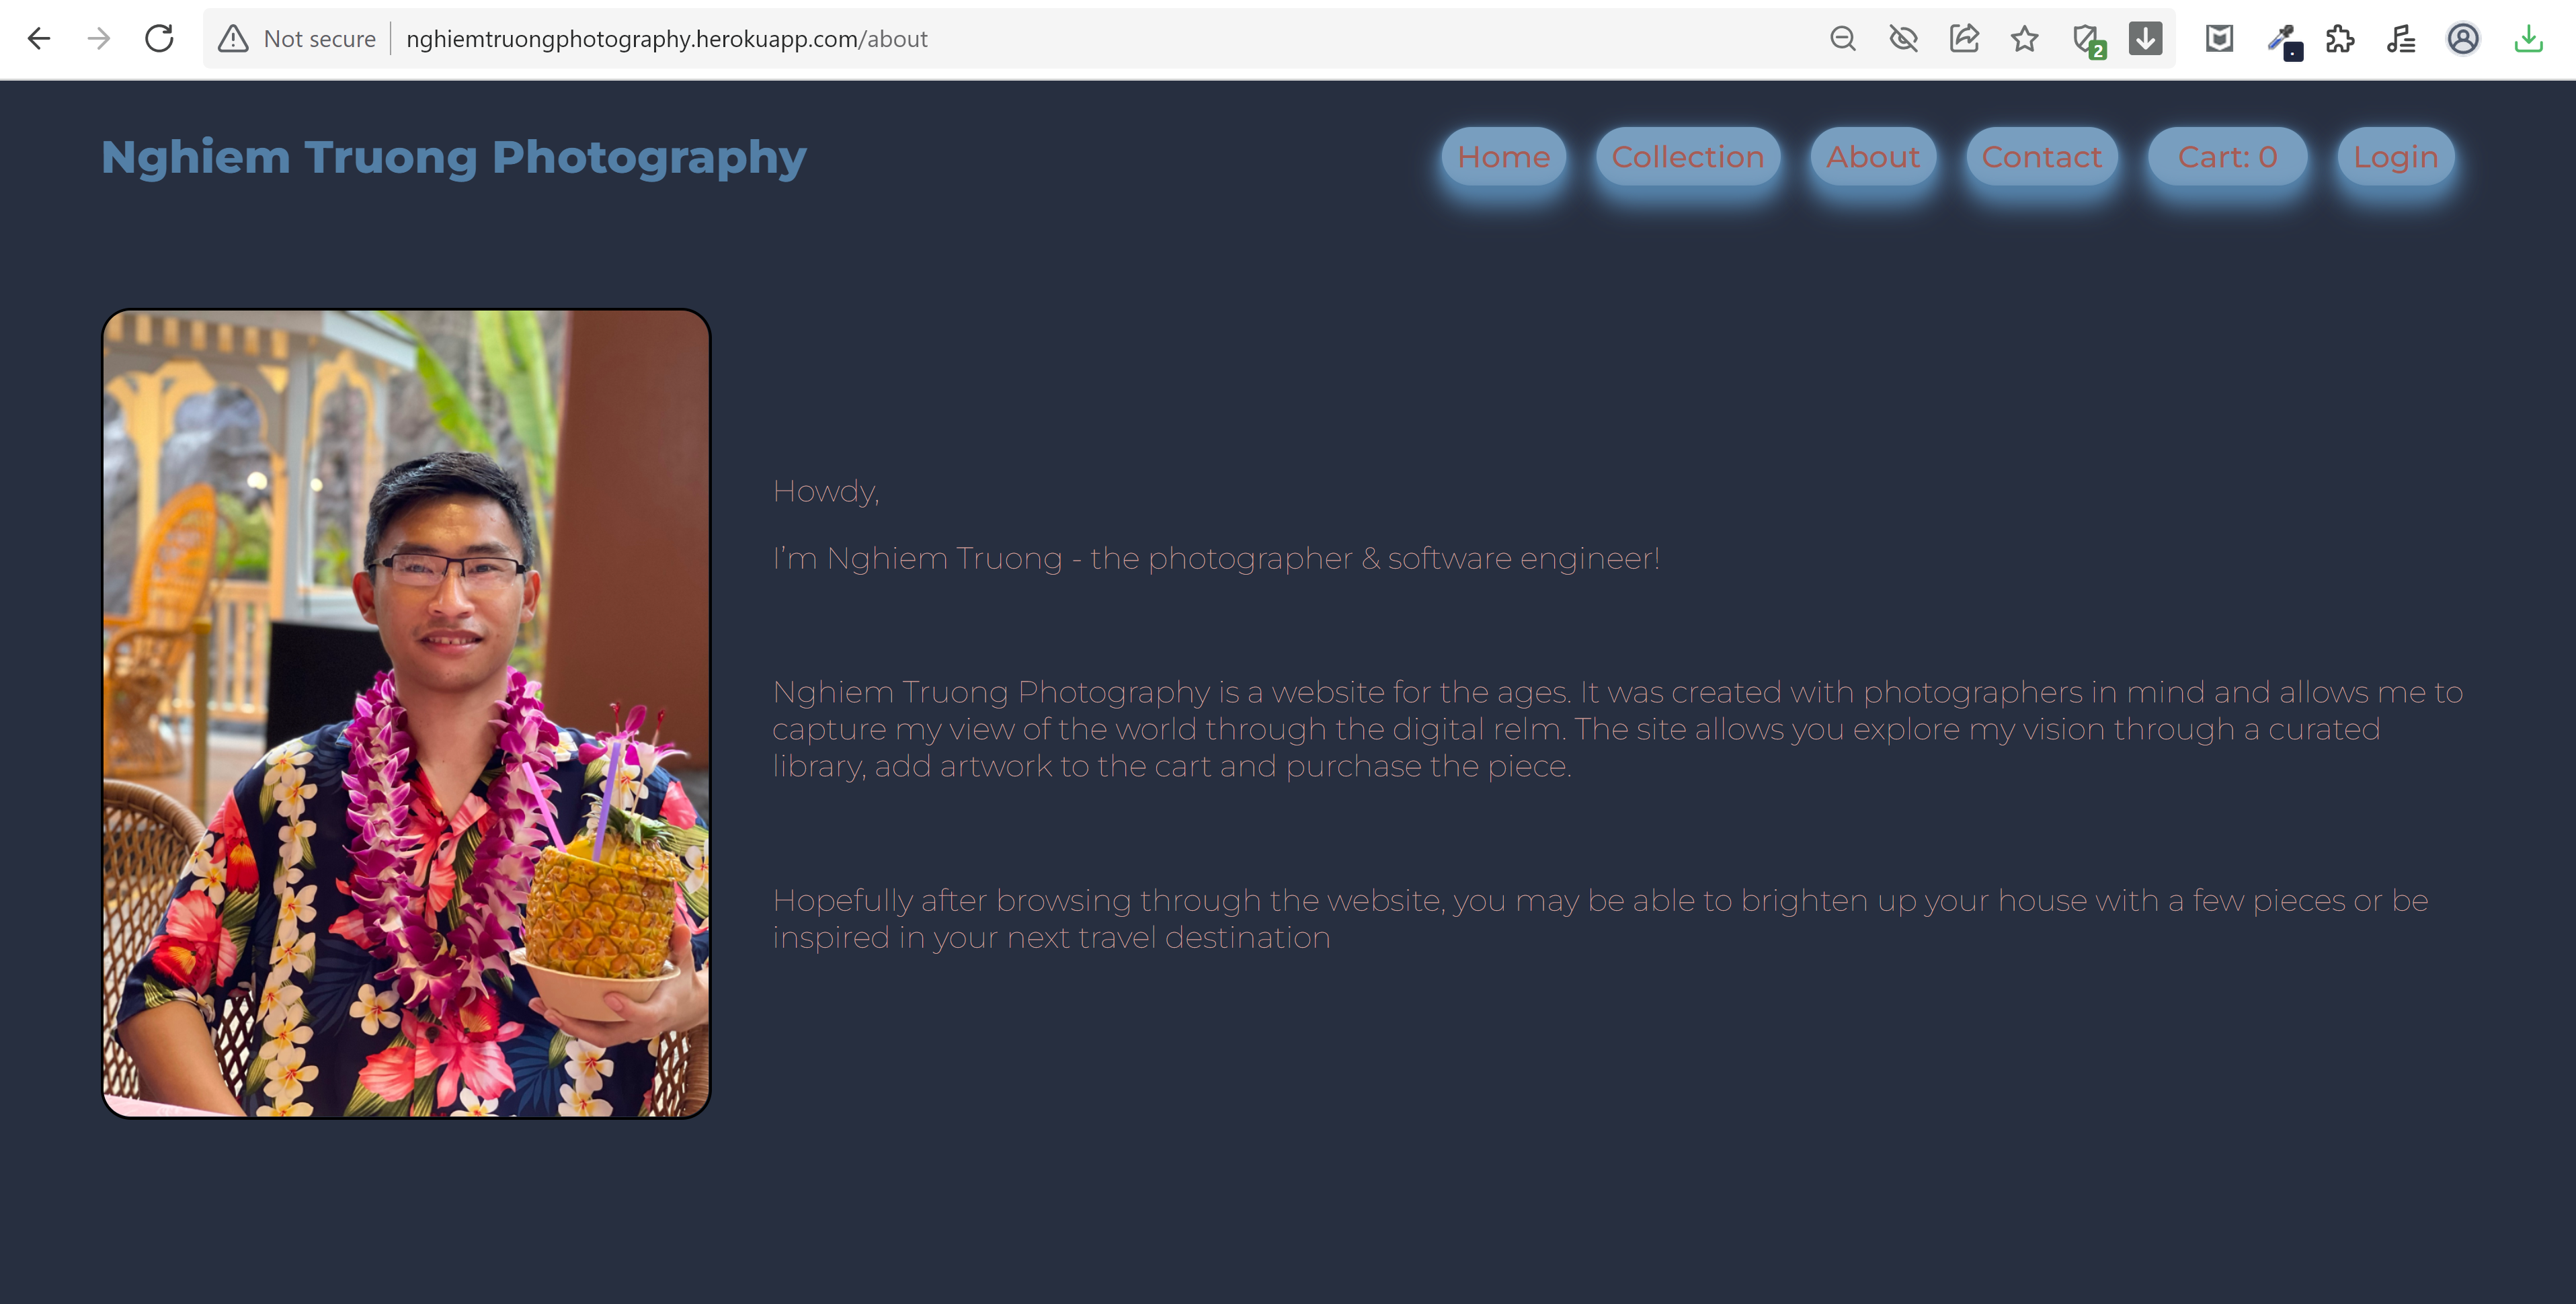 Not secure nghiemtruongphotography.herokuapp.com/about
2
Nghiem Truong Photography
Home Collection About Contact Cart: 0 Login
Howdy,
I'm Nghiem Truong - the photographer & software engineer!
Nghiem Truong Photography is a website for the ages. It was created with photographers in mind and allows me to
capture my view of the world through the digital relm. The site allows you explore my vision through a curated
library, add artwork to the cart and purchase the piece.
Hopefully after browsing through the website, you may be able to brighten up your house with a few pieces or be
inspired in your next travel destination